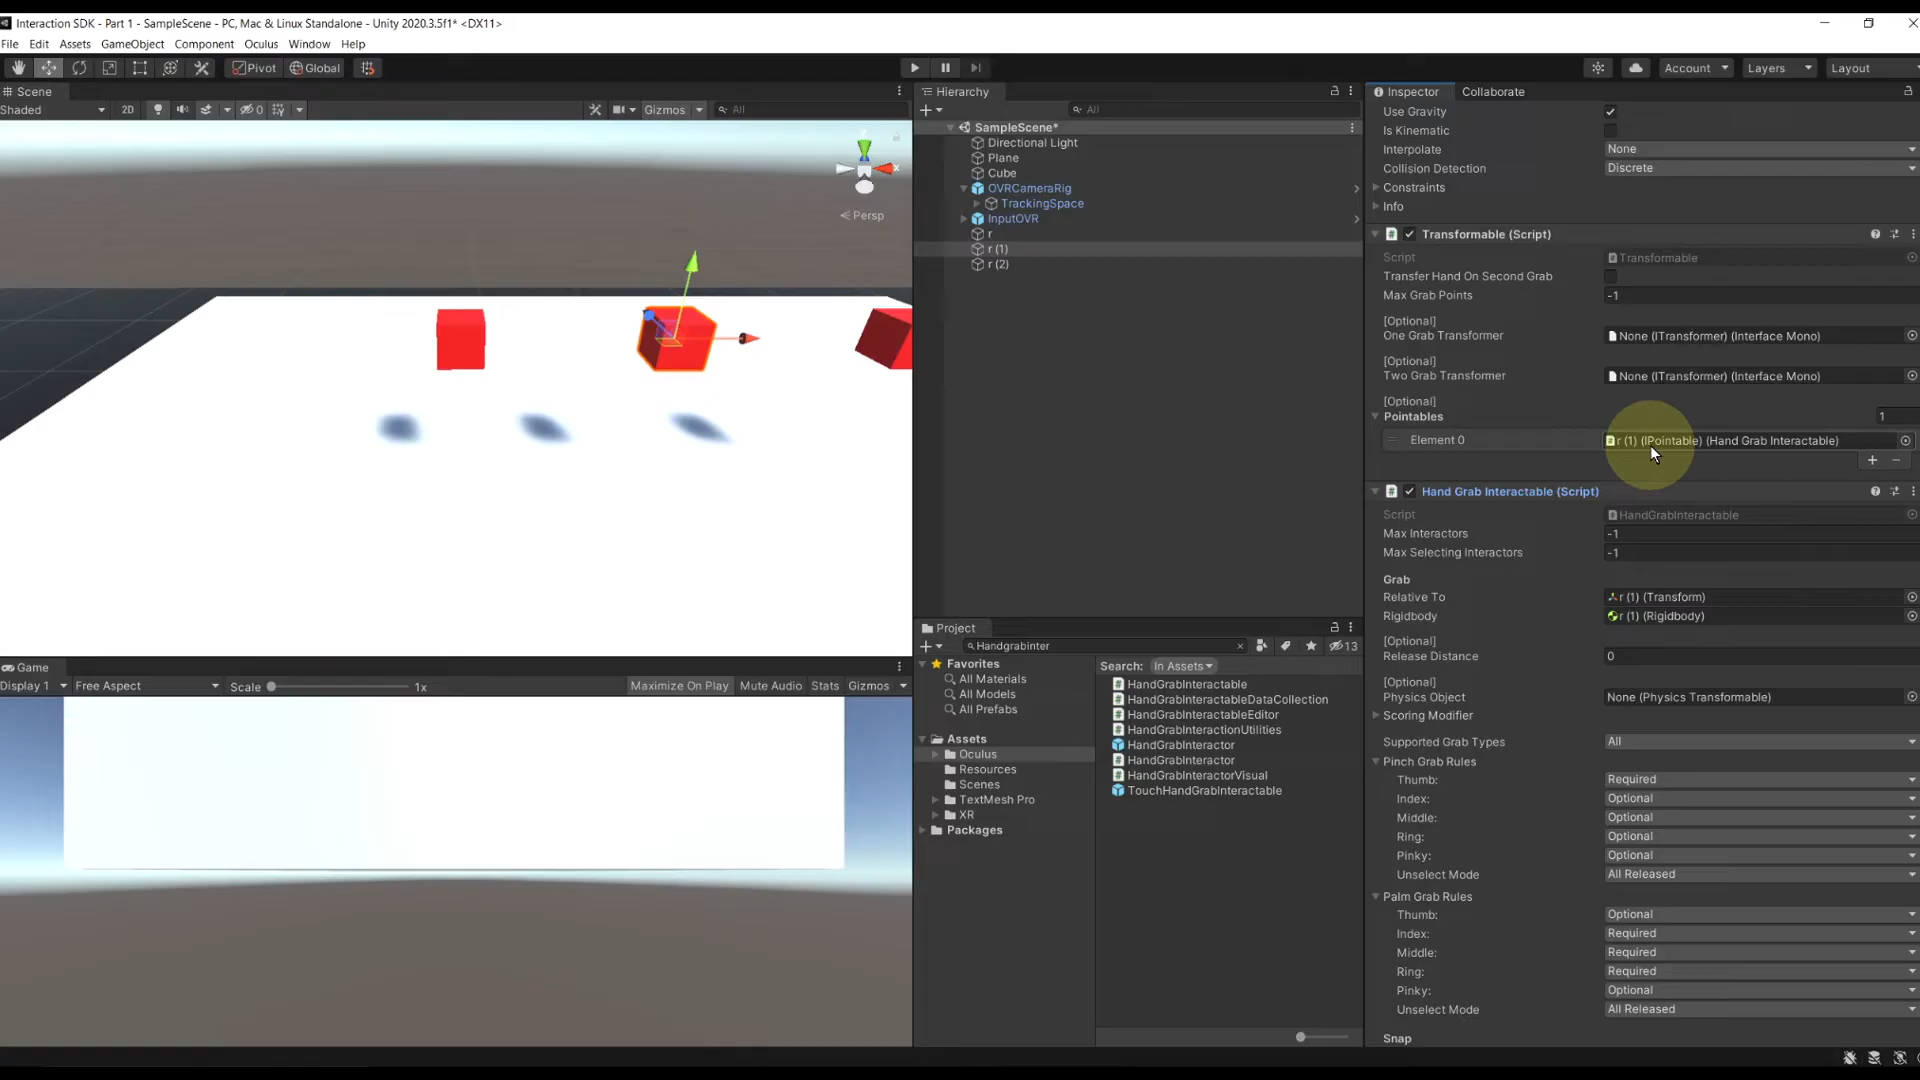 Interaction SDK - Part 1 - SampleScene - PC, Mac & Linux Standalone - Unity 2020.3.5f1* <DX11>
File Edit Assets GameObject Component Oculus Window Help
Pivot Global
Account Layers Layout
Scene
Shaded 2D 0 Gizmos All
Persp
Hierarchy
All
SampleScene*
Directional Light
Plane
Cube
OVRCameraRig
TrackingSpace
InputOVR
r
r (1)
r (2)
Game
Display 1 Free Aspect Scale 1x Maximize On Play Mute Audio Stats Gizmos
Project
Handgrabinter 13
Favorites
All Materials
All Models
All Prefabs
Assets
Oculus
Resources
Scenes
TextMesh Pro
XR
Packages
Search: In Assets
HandGrabInteractable
HandGrabInteractableDataCollection
HandGrabInteractableEditor
HandGrabInteractionUtilities
HandGrabInteractor
HandGrabInteractor
HandGrabInteractorVisual
TouchHandGrabInteractable
Inspector Collaborate
Use Gravity
Is Kinematic
Interpolate None
Collision Detection Discrete
Constraints
Info
Transformable (Script)
Script Transformable
Transfer Hand On Second Grab
Max Grab Points -1
[Optional]
One Grab Transformer None (ITransformer) (Interface Mono)
[Optional]
Two Grab Transformer None (ITransformer) (Interface Mono)
[Optional]
Pointables 1
Element 0 r (1) (IPointable) (Hand Grab Interactable)
Hand Grab Interactable (Script)
Script HandGrabInteractable
Max Interactors -1
Max Selecting Interactors -1
Grab
Relative To r (1) (Transform)
Rigidbody r (1) (Rigidbody)
[Optional]
Release Distance 0
[Optional]
Physics Object None (Physics Transformable)
Scoring Modifier
Supported Grab Types All
Pinch Grab Rules
Thumb: Required
Index: Optional
Middle: Optional
Ring: Optional
Pinky: Optional
Unselect Mode All Released
Palm Grab Rules
Thumb: Optional
Index: Required
Middle: Required
Ring: Required
Pinky: Optional
Unselect Mode All Released
Snap